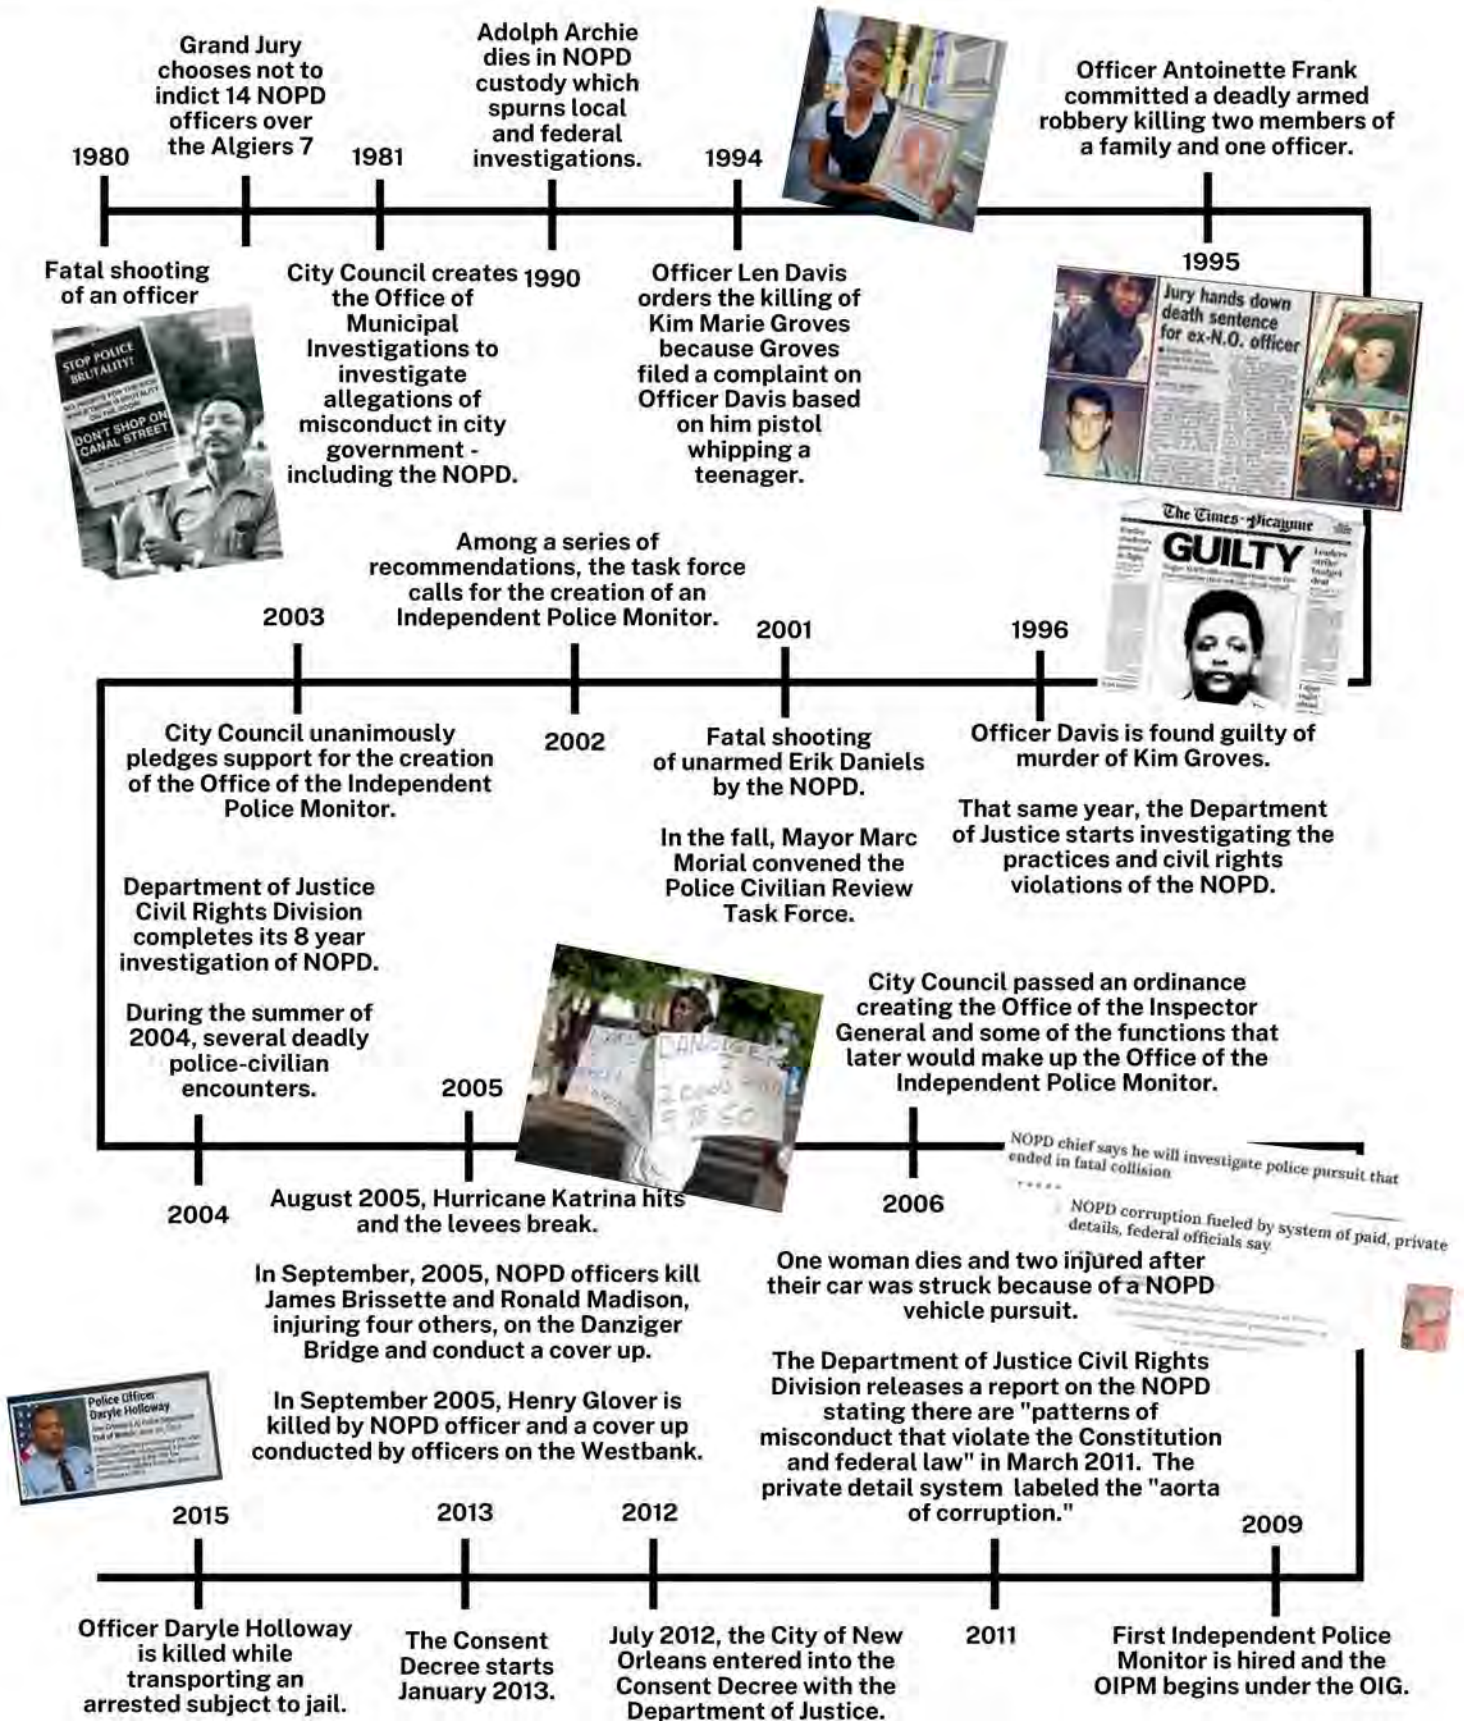 1980
Grand Jury
chooses not to
indict 14 NOPD
officers over
the Algiers 7
1981
Adolph Archie
dies in NOPD
custody which
spurns local
and federal
investigations.
1994
Officer Antoinette Frank
committed a deadly armed
robbery killing two members of
a family and one officer.
Fatal shooting
of an officer
STOP POLICE
BRUTALITY!
DON'T SHOP ON
CANAL STREET
City Council creates
the Office of
Municipal
Investigations to
investigate
allegations of
misconduct in city
government -
including the NOPD.
1990
Officer Len Davis
orders the killing of
Kim Marie Groves
because Groves
filed a complaint on
Officer Davis based
on him pistol
whipping a
teenager.
1995
Jury hands down
death sentence
for ex-N.O. officer
The Times-Picayune
GUILTY
Leaders
strike
budget
deal
2003
Among a series of
recommendations, the task force
calls for the creation of an
Independent Police Monitor.
2001
1996
City Council unanimously
pledges support for the creation
of the Office of the Independent
Police Monitor.
2002
Fatal shooting
of unarmed Erik Daniels
by the NOPD.
In the fall, Mayor Marc
Morial convened the
Police Civilian Review
Task Force.
Officer Davis is found guilty of
murder of Kim Groves.
That same year, the Department
of Justice starts investigating the
practices and civil rights
violations of the NOPD.
Department of Justice
Civil Rights Division
completes its 8 year
investigation of NOPD.
During the summer of
2004, several deadly
police-civilian
encounters.
2005
DANZIGER
City Council passed an ordinance
creating the Office of the Inspector
General and some of the functions that
later would make up the Office of the
Independent Police Monitor.
2004
August 2005, Hurricane Katrina hits
and the levees break.
In September, 2005, NOPD officers kill
James Brissette and Ronald Madison,
injuring four others, on the Danziger
Bridge and conduct a cover up.
In September 2005, Henry Glover is
killed by NOPD officer and a cover up
conducted by officers on the Westbank.
2006
NOPD chief says he will investigate police pursuit that
ended in fatal collision
NOPD corruption fueled by system of paid, private
details, federal officials say
One woman dies and two injured after
their car was struck because of a NOPD
vehicle pursuit.
The Department of Justice Civil Rights
Division releases a report on the NOPD
stating there are "patterns of
misconduct that violate the Constitution
and federal law" in March 2011. The
private detail system labeled the "aorta
of corruption."
Police Officer
Daryle Holloway
2015
2013
2012
2009
Officer Daryle Holloway
is killed while
transporting an
arrested subject to jail.
The Consent
Decree starts
January 2013.
July 2012, the City of New
Orleans entered into the
Consent Decree with the
Department of Justice.
2011
First Independent Police
Monitor is hired and the
OIPM begins under the OIG.